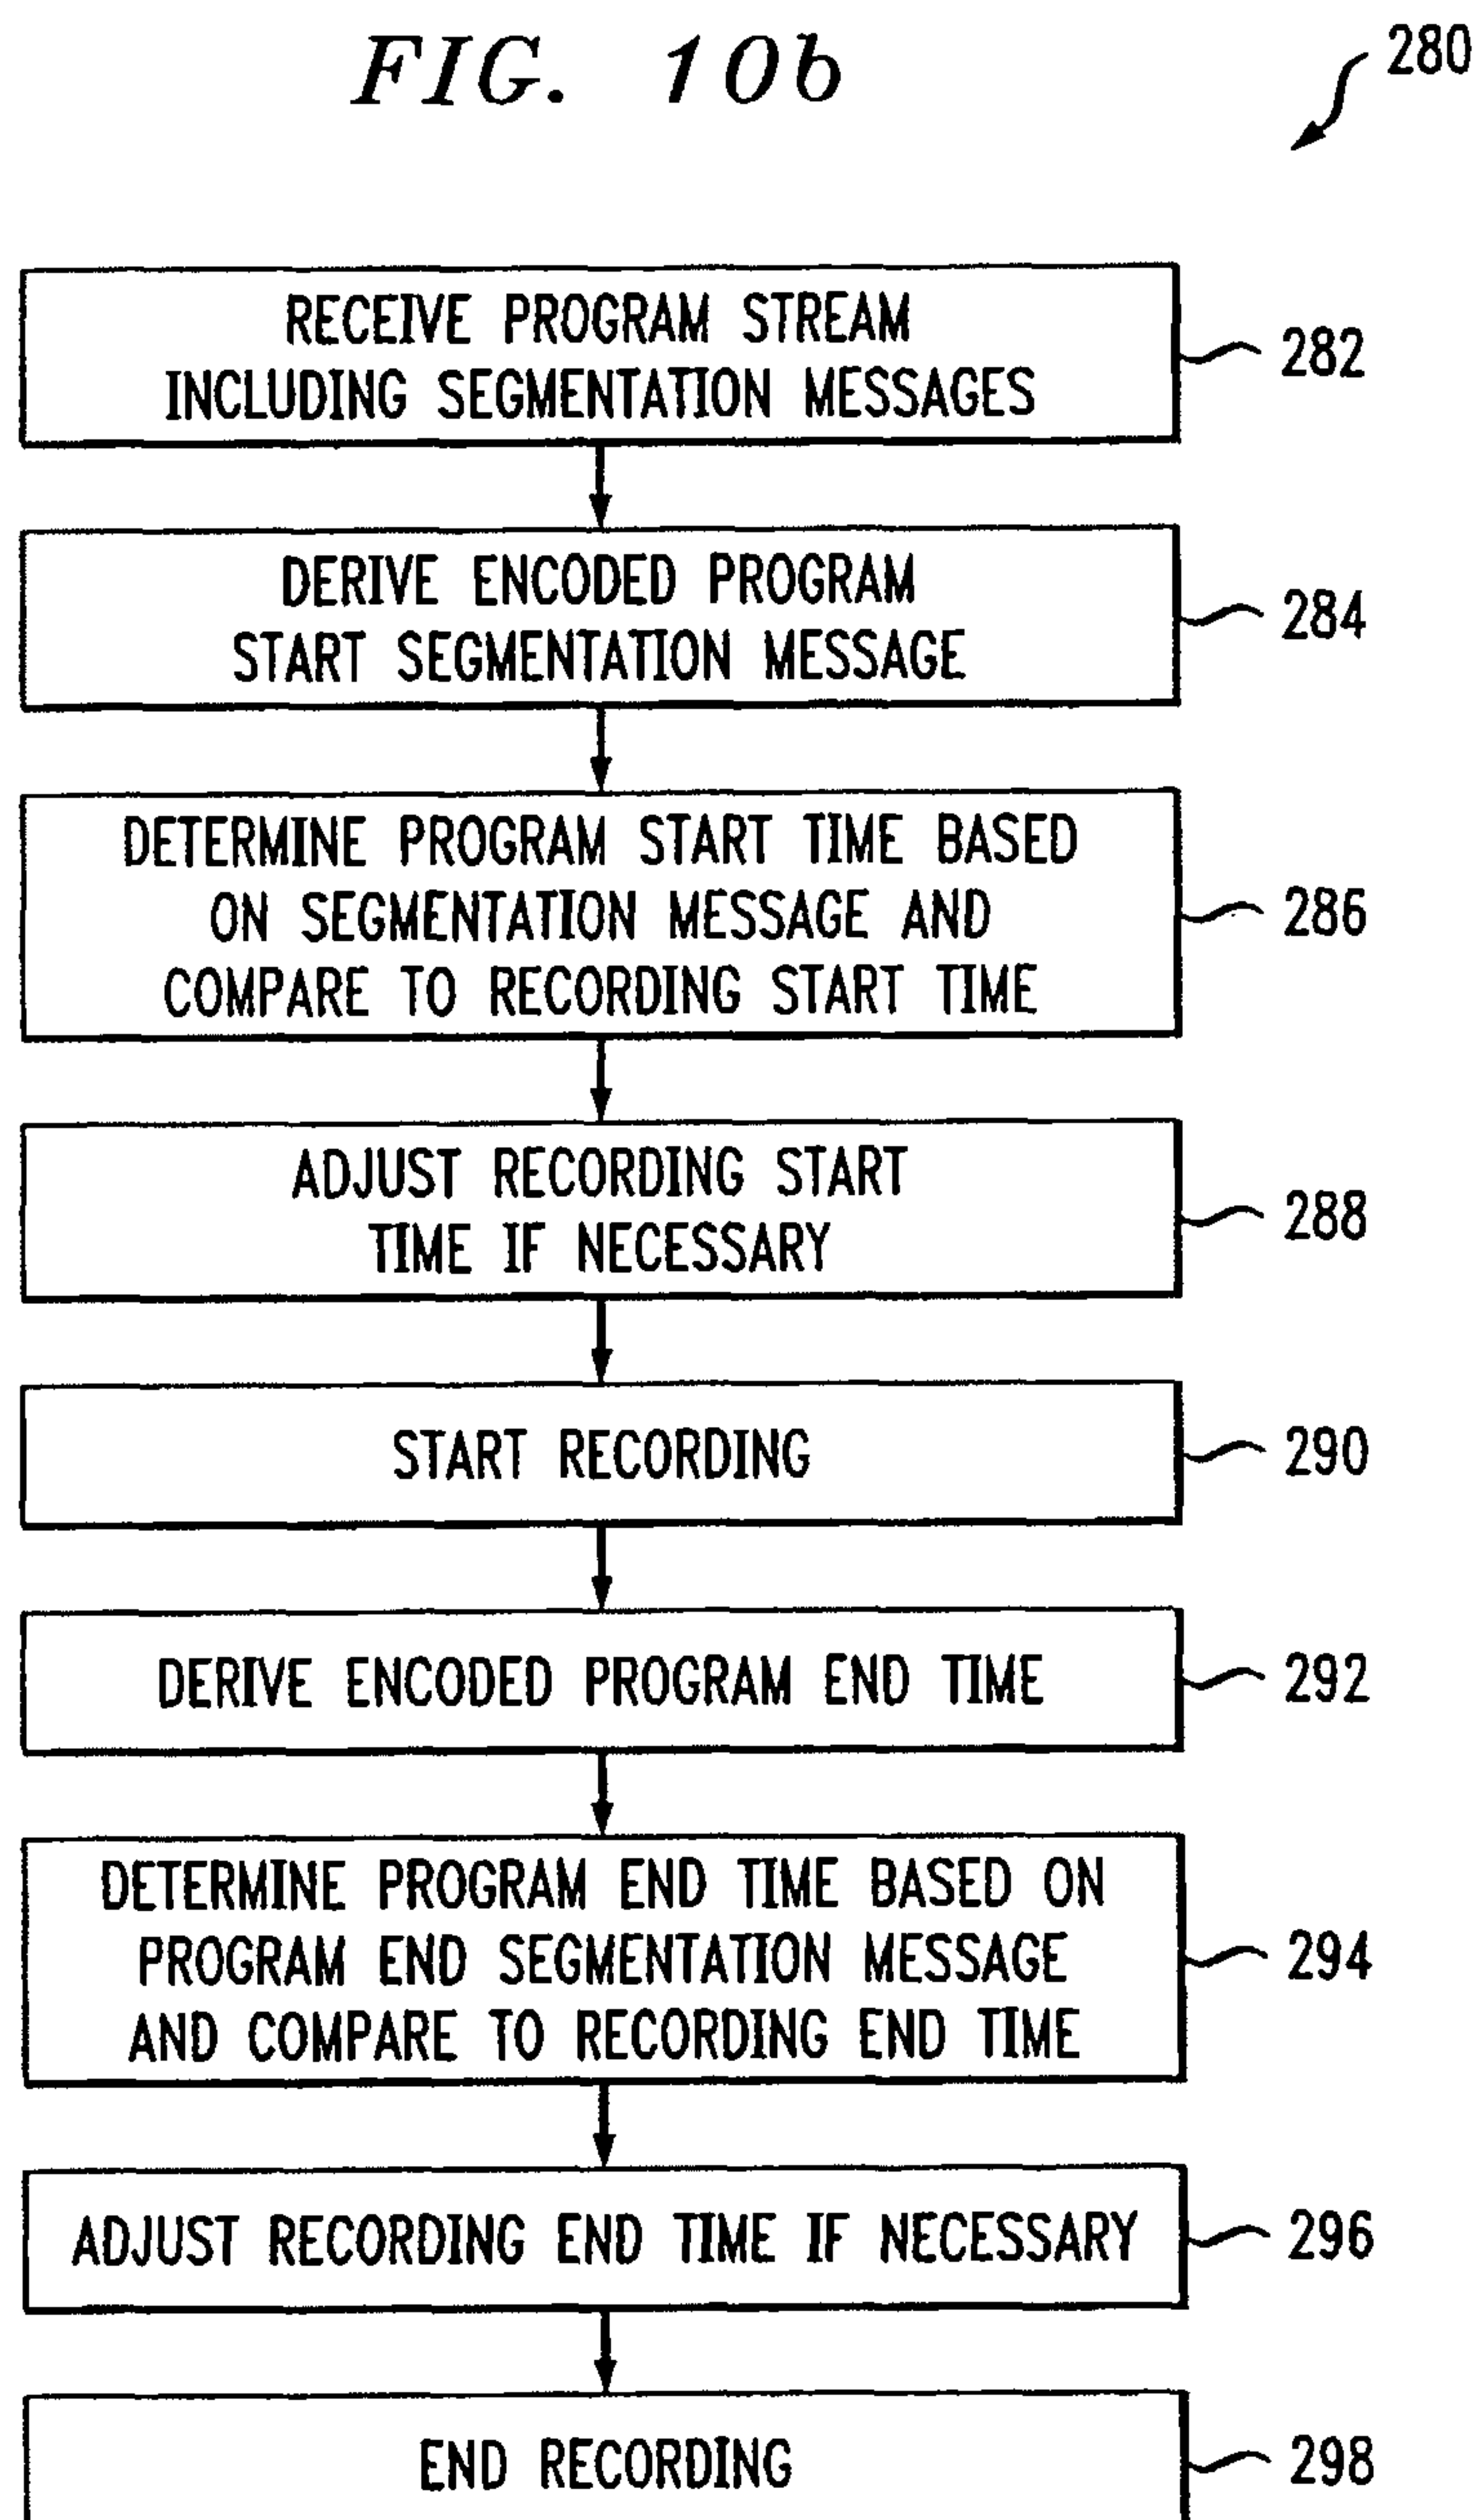 FIG. 10b
280
RECEIVE PROGRAM STREAM
INCLUDING SEGMENTATION MESSAGES
282
DERIVE ENCODED PROGRAM
START SEGMENTATION MESSAGE
284
DETERMINE PROGRAM START TIME BASED
ON SEGMENTATION MESSAGE AND
COMPARE TO RECORDING START TIME
286
ADJUST RECORDING START
TIME IF NECESSARY
288
START RECORDING
290
DERIVE ENCODED PROGRAM END TIME
292
DETERMINE PROGRAM END TIME BASED ON
PROGRAM END SEGMENTATION MESSAGE
AND COMPARE TO RECORDING END TIME
294
ADJUST RECORDING END TIME IF NECESSARY
296
END RECORDING
298